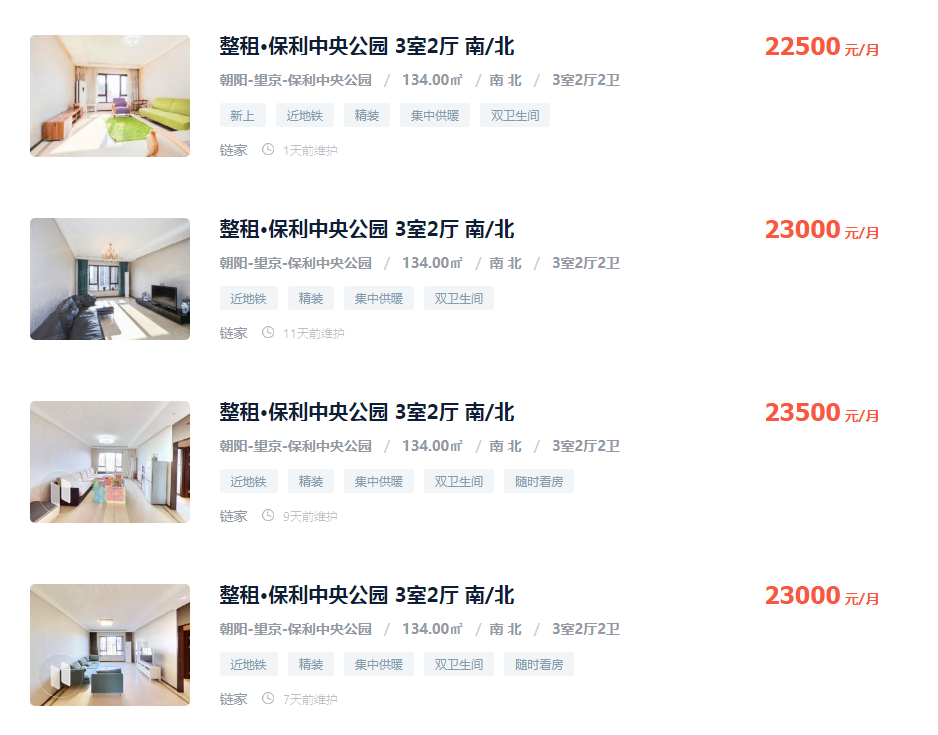 整租·保利中央公园 3室2厅 南/北
22500 元/月
朝阳-望京-保利中央公园 / 134.00㎡ / 南 北 / 3室2厅2卫
新上 近地铁 精装 集中供暖 双卫生间
链家 1天前维护
整租·保利中央公园 3室2厅 南/北
23000 元/月
朝阳-望京-保利中央公园 / 134.00㎡ / 南 北 / 3室2厅2卫
近地铁 精装 集中供暖 双卫生间
链家 11天前维护
整租·保利中央公园 3室2厅 南/北
23500 元/月
朝阳-望京-保利中央公园 / 134.00㎡ / 南 北 / 3室2厅2卫
近地铁 精装 集中供暖 双卫生间 随时看房
链家 9天前维护
整租·保利中央公园 3室2厅 南/北
23000 元/月
朝阳-望京-保利中央公园 / 134.00㎡ / 南 北 / 3室2厅2卫
近地铁 精装 集中供暖 双卫生间 随时看房
链家 7天前维护